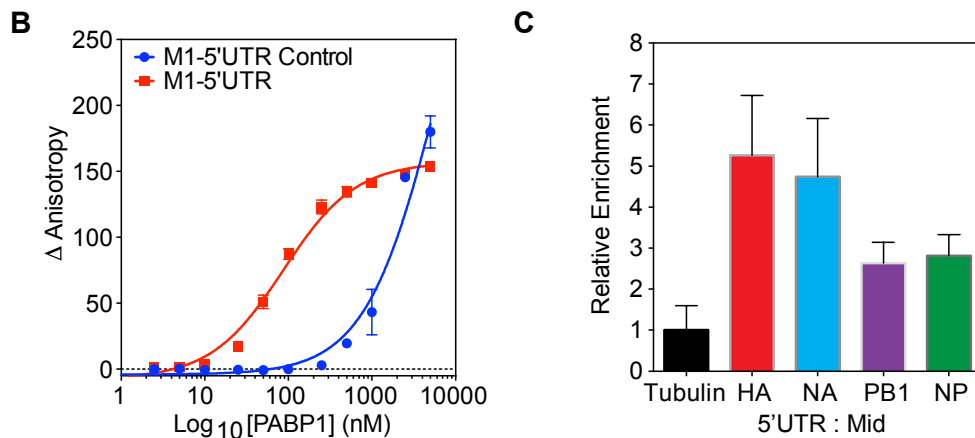 B
250
200
150
100
50
0
Δ Anisotropy
M1-5'UTR Control
M1-5'UTR
1 10 100 1000 10000
Log10[PABP1] (nM)
C
8
7
6
5
4
3
2
1
0
Relative Enrichment
Tubulin HA NA PB1 NP
5'UTR : Mid